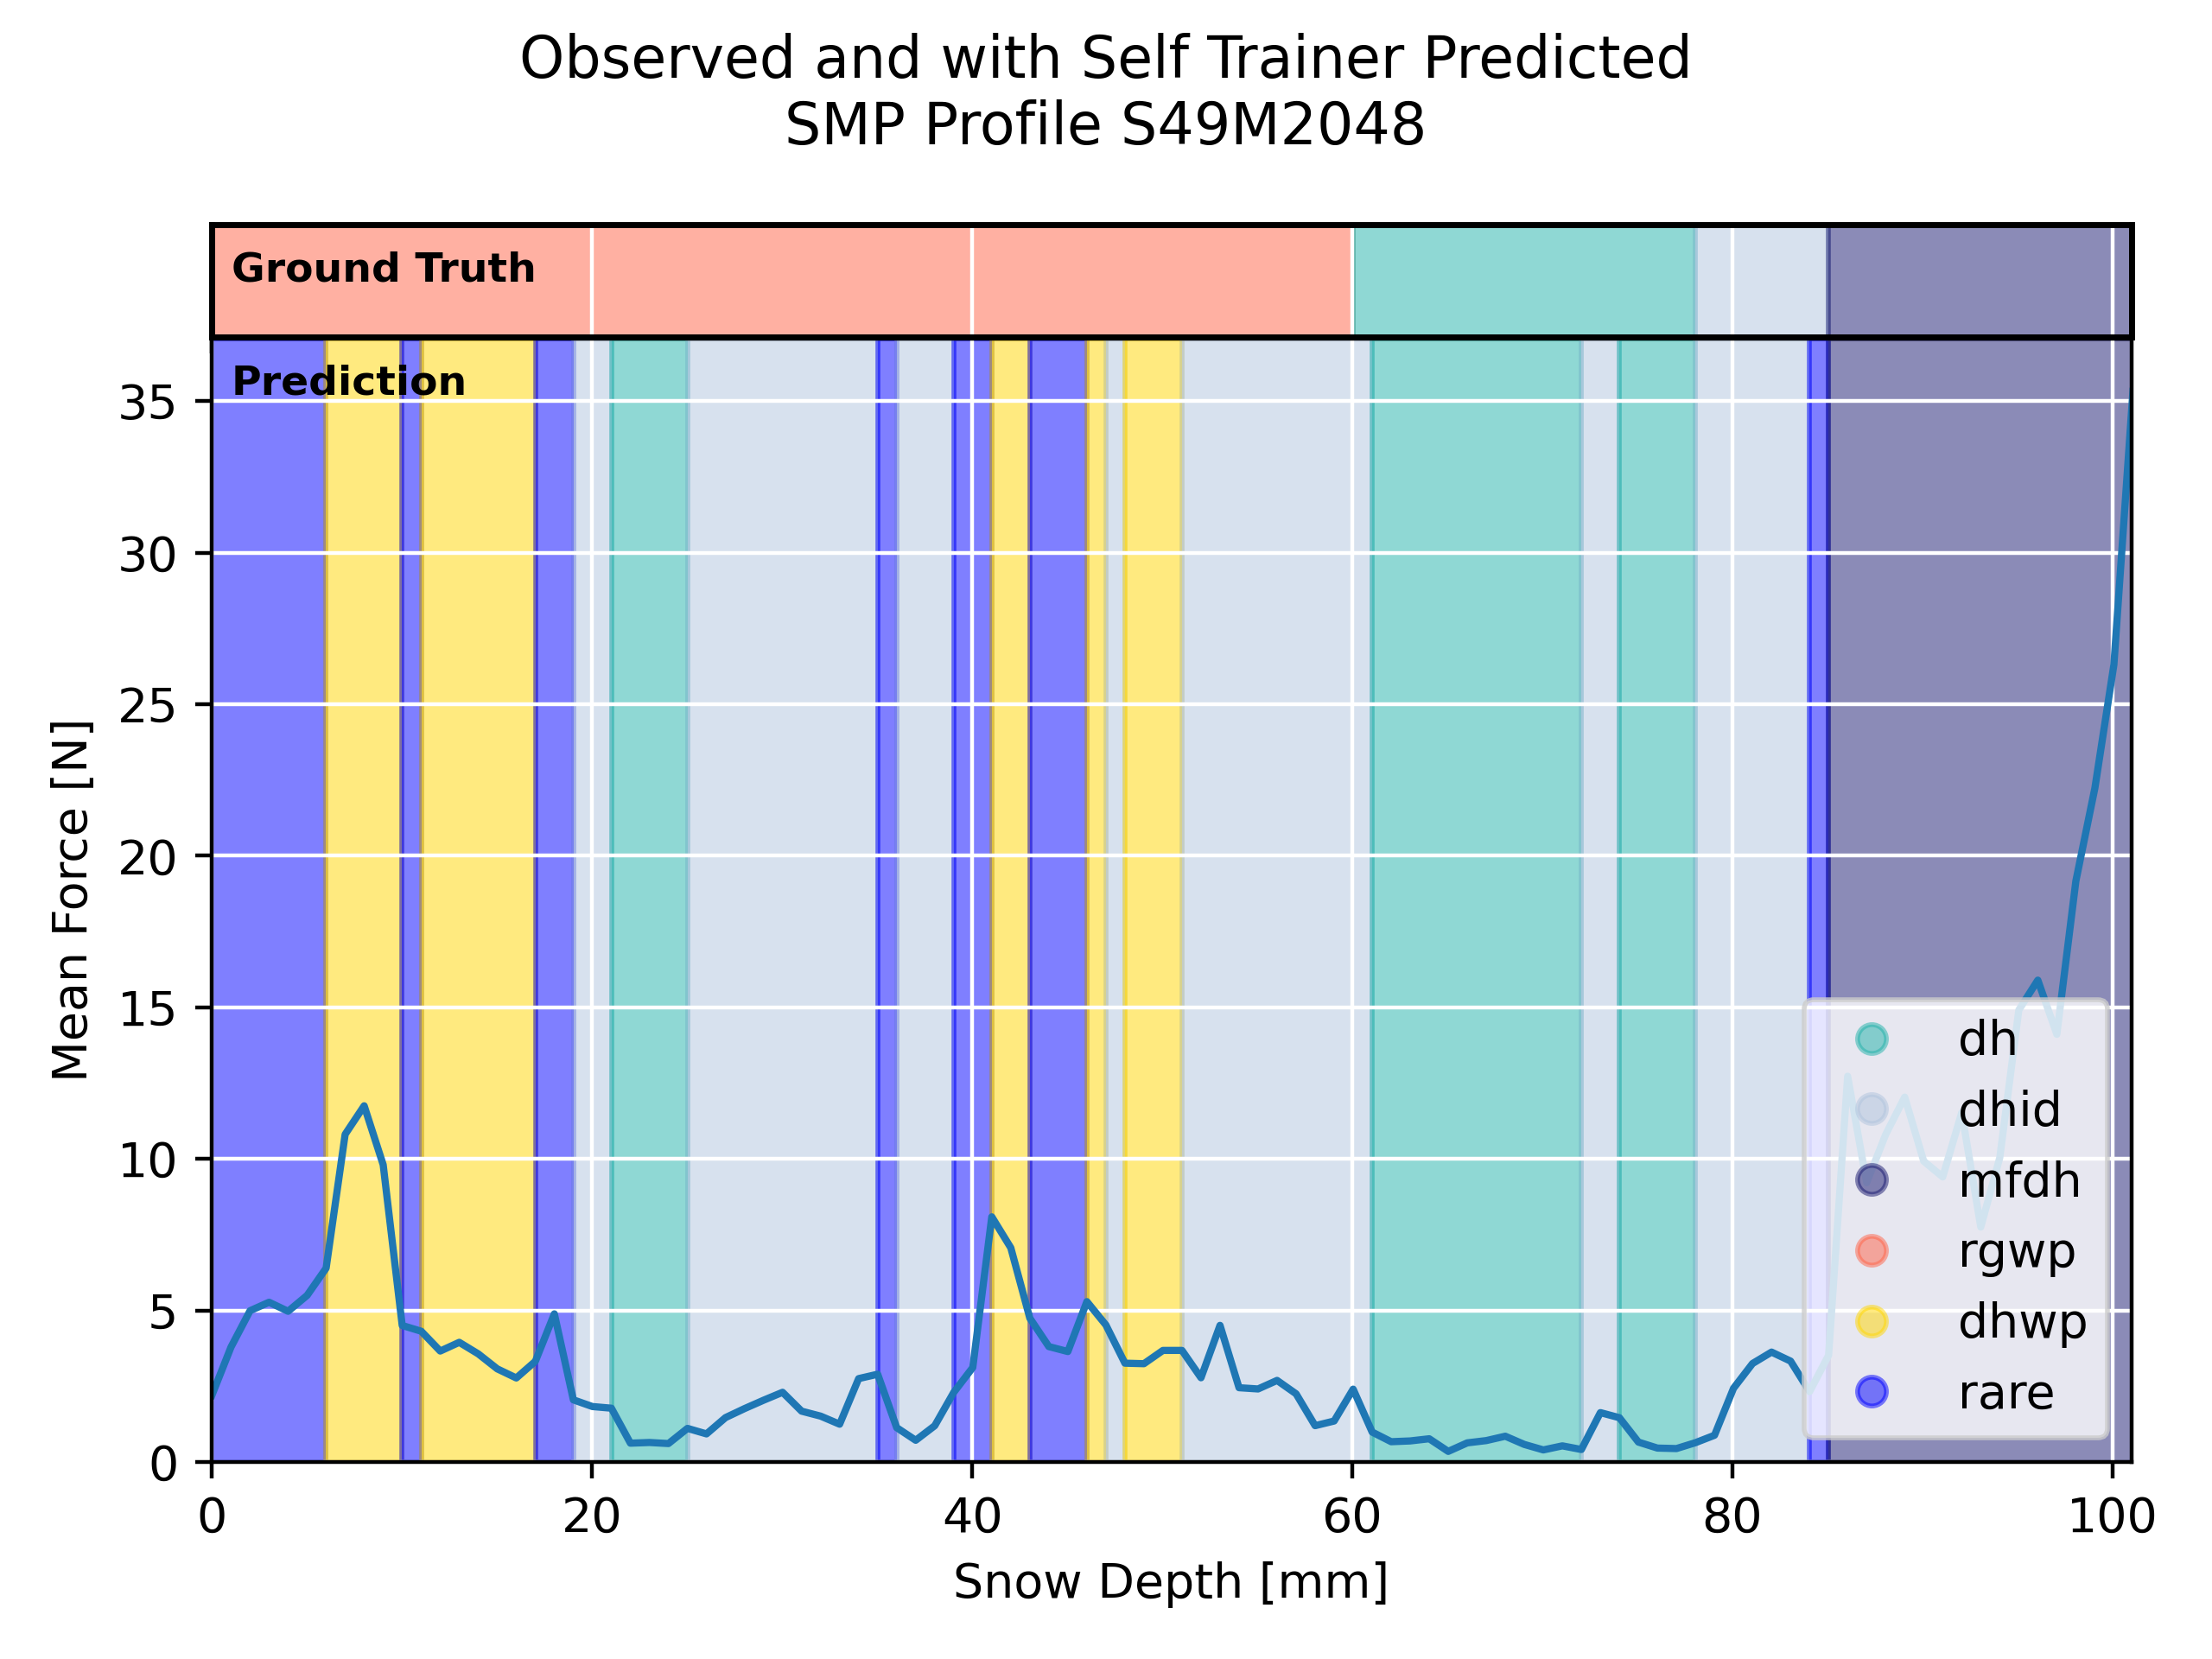 Observed and with Self Trainer Predicted
SMP Profile S49M2048
Ground Truth
Prediction
35
30
25
20
15
10
5
0
Mean Force [N]
dh
dhid
mfdh
rgwp
dhwp
rare
0 20 40 60 80 100
Snow Depth [mm]